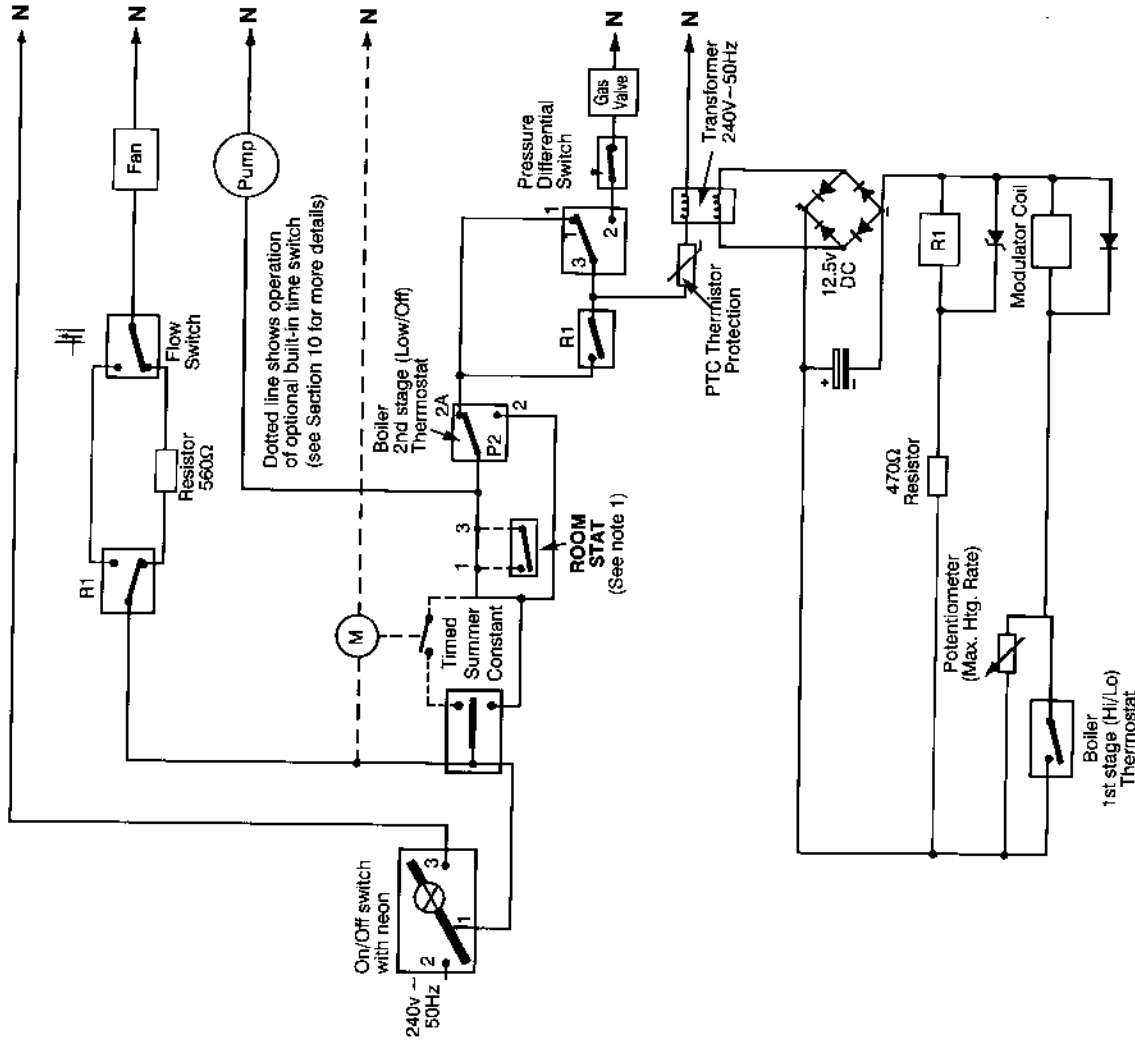 N
N
N
N
N
N
Fan
Pump
Gas
Valve
Flow
Switch
Resistor
560Ω
R1
Dotted line shows operation
of optional built-in time switch
(see Section 10 for more details)
Pressure
Differential
Switch
1
2
3
Transformer
240V~50Hz
Boiler
2nd stage (Low/Off)
Thermostat
2A
2
P2
R1
PTC Thermistor
Protection
M
1
3
ROOM
STAT
(See note 1)
Timed
Summer
Constant
On/Off switch
with neon
3
1
2
240v ~
50Hz
12.5v
DC
+
-
+
-
R1
Modulator Coil
470Ω
Resistor
Potentiometer
(Max. Htg. Rate)
Boiler
1st stage (Hi/Lo)
Thermostat